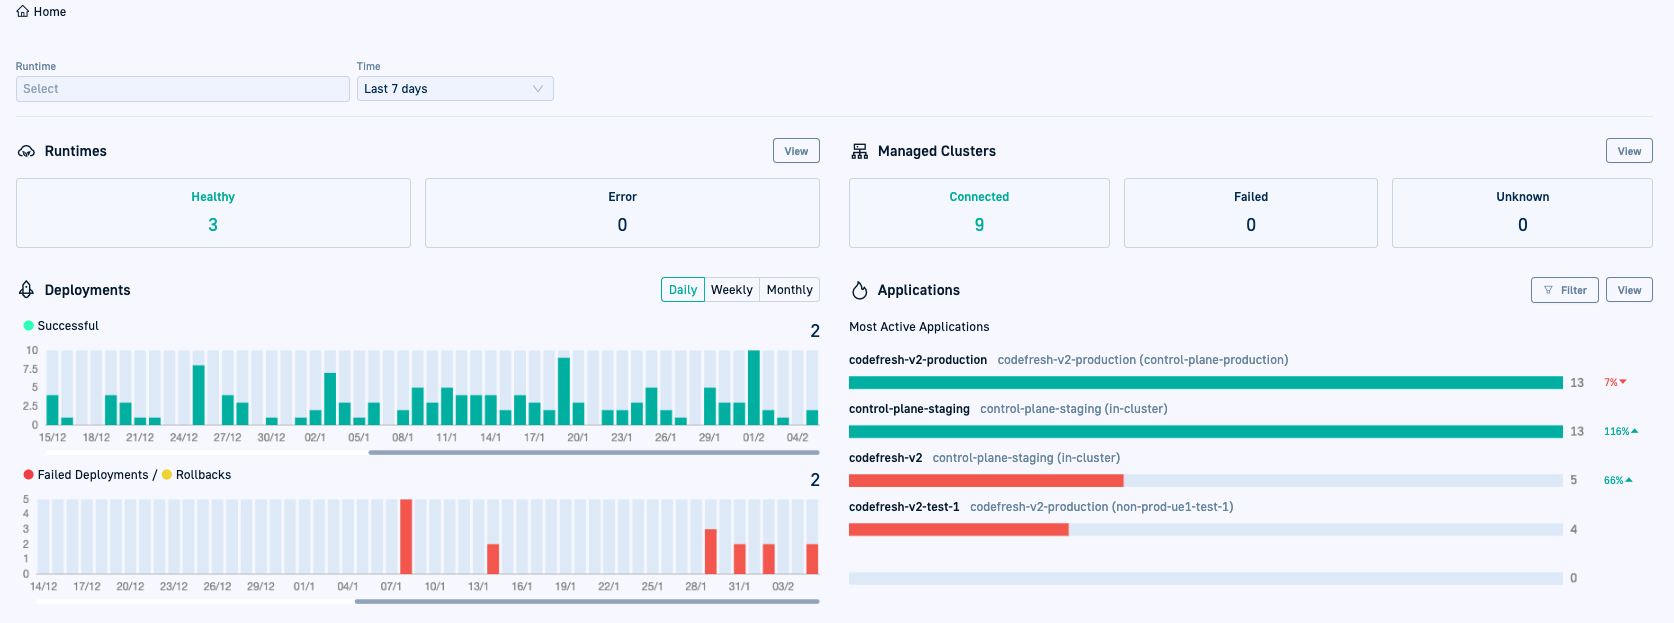 Home
Runtime
Time
Select
Last 7 days
Runtimes
View
Healthy
3
Error
0
Managed Clusters
View
Connected
9
Failed
0
Unknown
0
Deployments
Daily Weekly Monthly
Successful
2
10
7.5
5
2.5
0
15/12 18/12 21/12 24/12 27/12 30/12 02/1 05/1 08/1 11/1 14/1 17/1 20/1 23/1 26/1 29/1 01/2 04/2
Failed Deployments / Rollbacks
2
5
4
3
2
1
0
14/12 17/12 20/12 23/12 26/12 29/12 01/1 04/1 07/1 10/1 13/1 16/1 19/1 22/1 25/1 28/1 31/1 03/2
Applications
Filter
View
Most Active Applications
codefresh-v2-production codefresh-v2-production (control-plane-production)
13 7%
control-plane-staging control-plane-staging (in-cluster)
13 116%
codefresh-v2 control-plane-staging (in-cluster)
5 66%
codefresh-v2-test-1 codefresh-v2-production (non-prod-ue1-test-1)
4
0